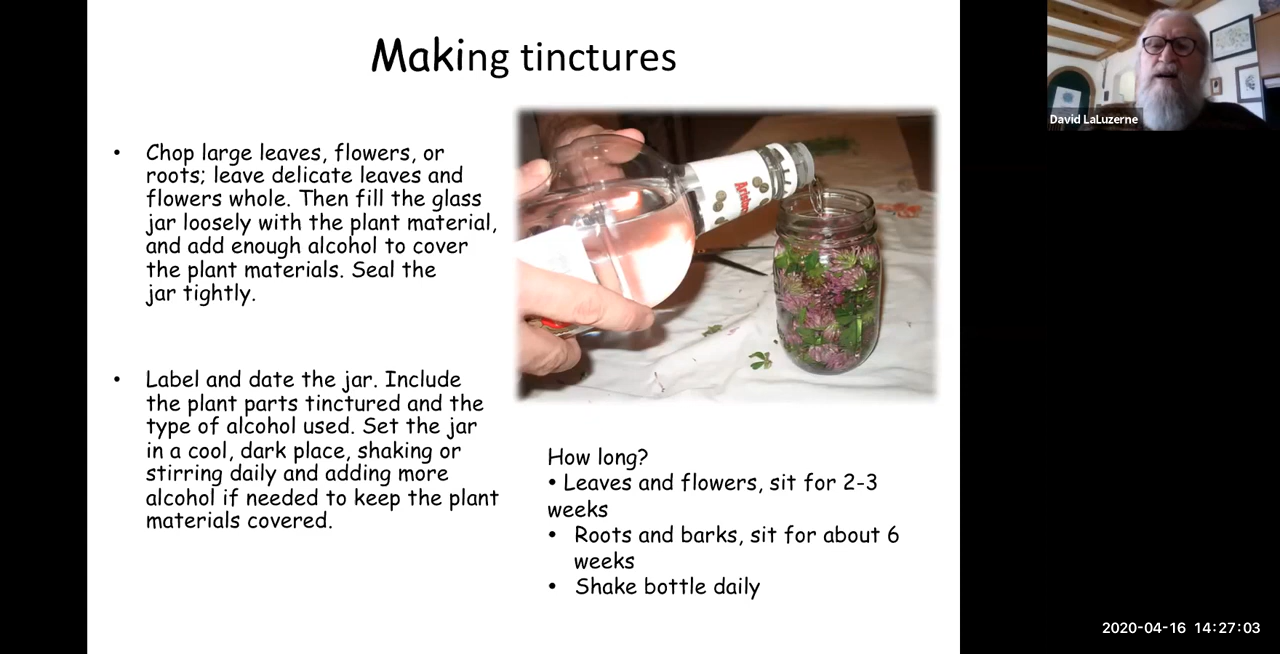 Making tinctures
David LaLuzerne
• Chop large leaves, flowers, or
roots; leave delicate leaves and
flowers whole. Then fill the glass
jar loosely with the plant material,
and add enough alcohol to cover
the plant materials. Seal the
jar tightly.
• Label and date the jar. Include
the plant parts tinctured and the
type of alcohol used. Set the jar
in a cool, dark place, shaking or
stirring daily and adding more
alcohol if needed to keep the plant
materials covered.
How long?
• Leaves and flowers, sit for 2-3
weeks
• Roots and barks, sit for about 6
weeks
• Shake bottle daily
2020-04-16 14:27:03